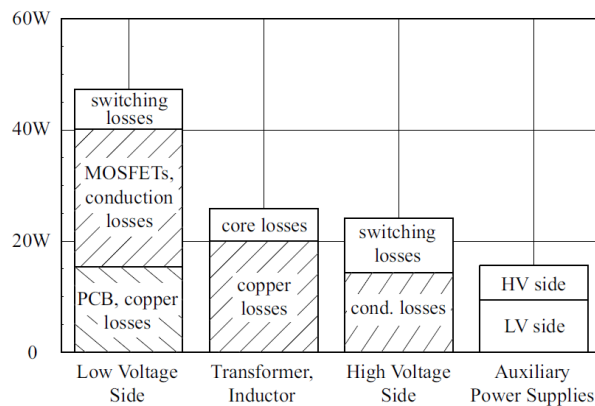 60W
40W
20W
0
switching
losses
MOSFETs,
conduction
losses
PCB, copper
losses
core losses
copper
losses
switching
losses
cond. losses
HV side
LV side
Low Voltage
Side
Transformer,
Inductor
High Voltage
Side
Auxiliary
Power Supplies